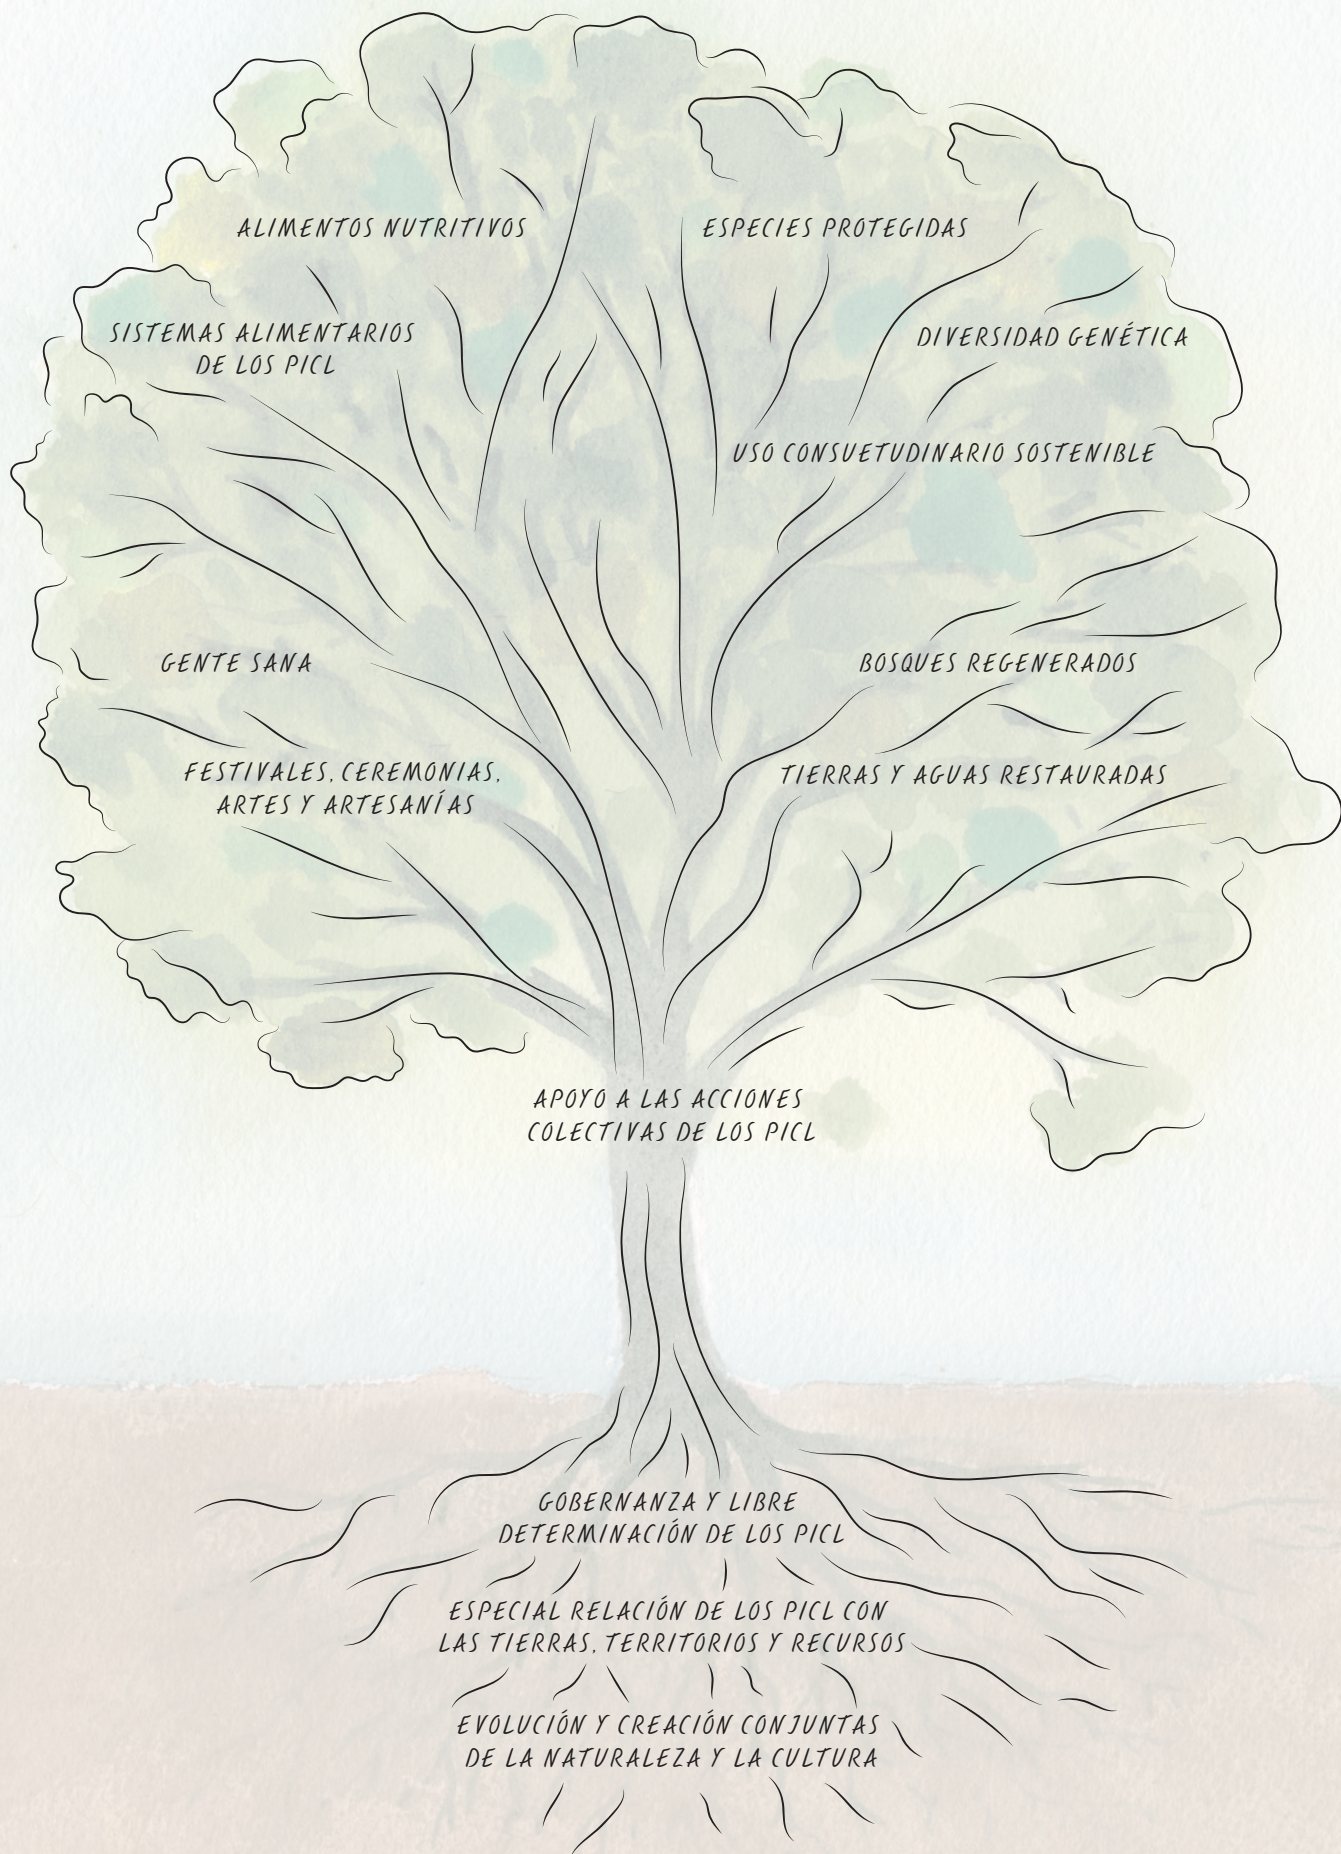 ALIMENTOS NUTRITIVOS
ESPECIES PROTEGIDAS
SISTEMAS ALIMENTARIOS
DE LOS PICL
DIVERSIDAD GENÉTICA
USO CONSUETUDINARIO SOSTENIBLE
GENTE SANA
BOSQUES REGENERADOS
FESTIVALES, CEREMONIAS,
ARTES Y ARTESANÍAS
TIERRAS Y AGUAS RESTAURADAS
APOYO A LAS ACCIONES
COLECTIVAS DE LOS PICL
GOBERNANZA Y LIBRE
DETERMINACIÓN DE LOS PICL
ESPECIAL RELACIÓN DE LOS PICL CON
LAS TIERRAS, TERRITORIOS Y RECURSOS
EVOLUCIÓN Y CREACIÓN CONJUNTAS
DE LA NATURALEZA Y LA CULTURA